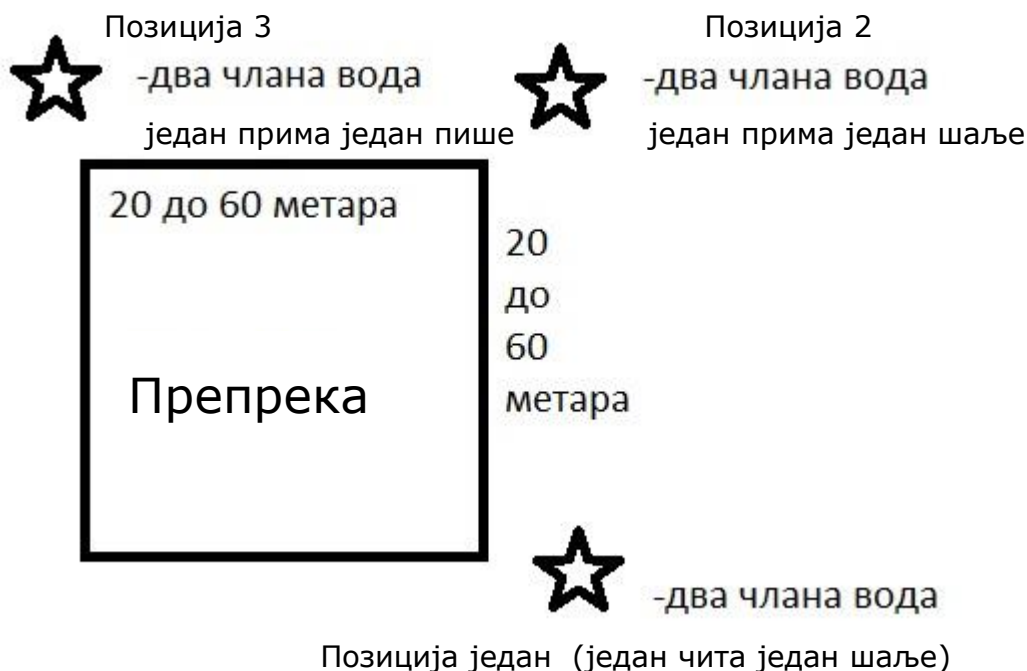 Позиција 3
-два члана вода
један прима један пише
Позиција 2
-два члана вода
један прима један шаље
20 до 60 метара
20
до
60
метара
Препрека
-два члана вода
Позиција један (један чита један шаље)